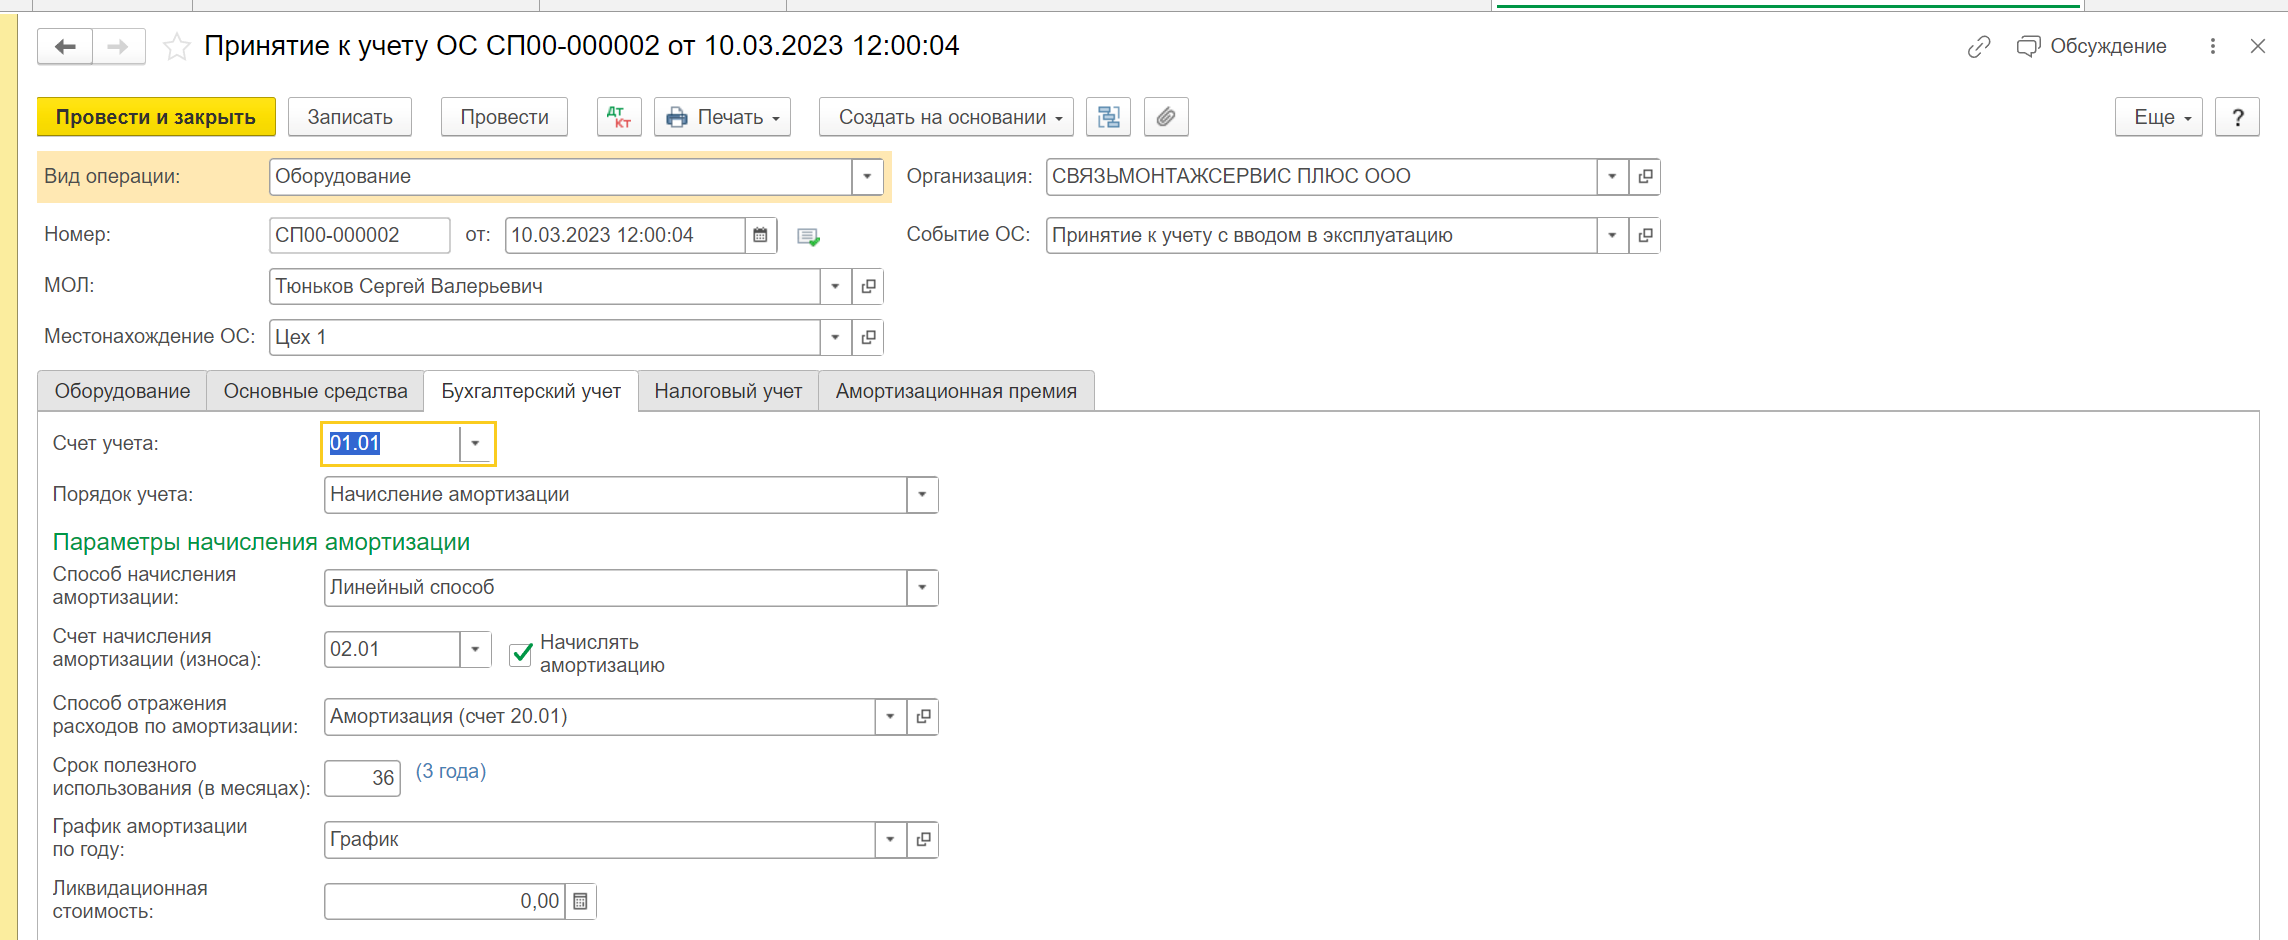 Принятие к учету ОС СП00-000002 от 10.03.2023 12:00:04
Обсуждение
Провести и закрыть
Записать
Провести
Дт Кт
Печать
Создать на основании
Еще
?
Вид операции: Оборудование
Организация: СВЯЗЬМОНТАЖСЕРВИС ПЛЮС ООО
Номер: СП00-000002 от: 10.03.2023 12:00:04
Событие ОС: Принятие к учету с вводом в эксплуатацию
МОЛ: Тюньков Сергей Валерьевич
Местонахождение ОС: Цех 1
Оборудование
Основные средства
Бухгалтерский учет
Налоговый учет
Амортизационная премия
Счет учета: 01.01
Порядок учета: Начисление амортизации
Параметры начисления амортизации
Способ начисления
амортизации:
Линейный способ
Счет начисления
амортизации (износа):
02.01
Начислять
амортизацию
Способ отражения
расходов по амортизации:
Амортизация (счет 20.01)
Срок полезного
использования (в месяцах):
36 (3 года)
График амортизации
по году:
График
Ликвидационная
стоимость:
0,00